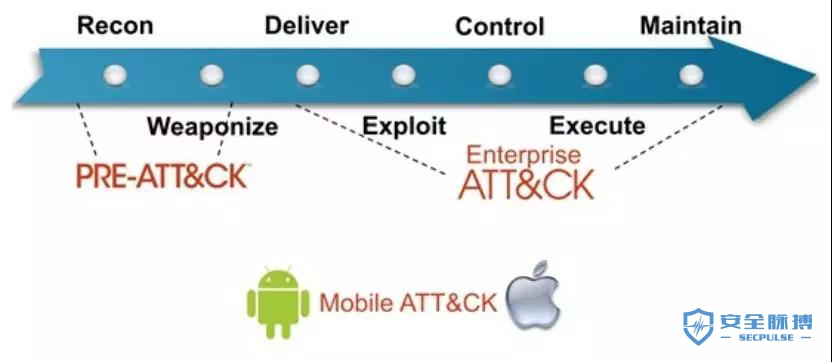 Recon
Deliver
Control
Maintain
Weaponize
Exploit
Execute
PRE-ATT&CK™
Enterprise
ATT&CK
Mobile ATT&CK
安全脉搏
SECPULSE